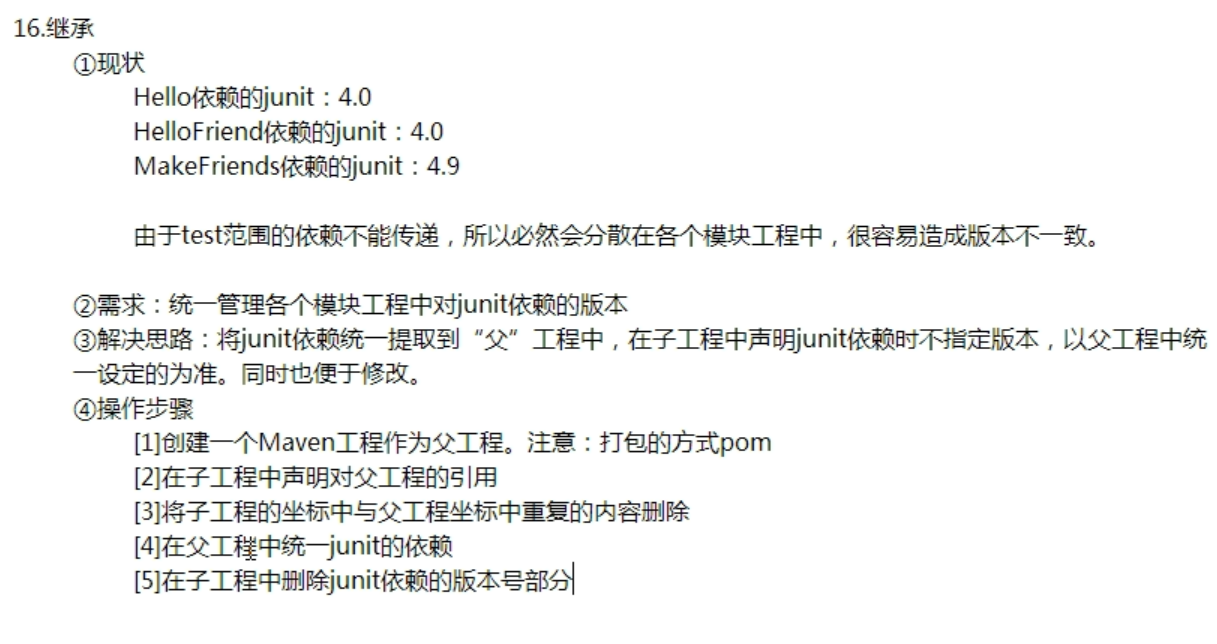 16.继承
①现状
Hello依赖的junit：4.0
HelloFriend依赖的junit：4.0
MakeFriends依赖的junit：4.9
由于test范围的依赖不能传递，所以必然会分散在各个模块工程中，很容易造成版本不一致。
②需求：统一管理各个模块工程中对junit依赖的版本
③解决思路：将junit依赖统一提取到“父”工程中，在子工程中声明junit依赖时不指定版本，以父工程中统
一设定的为准。同时也便于修改。
④操作步骤
[1]创建一个Maven工程作为父工程。注意：打包的方式pom
[2]在子工程中声明对父工程的引用
[3]将子工程的坐标中与父工程坐标中重复的内容删除
[4]在父工程中统一junit的依赖
[5]在子工程中删除junit依赖的版本号部分